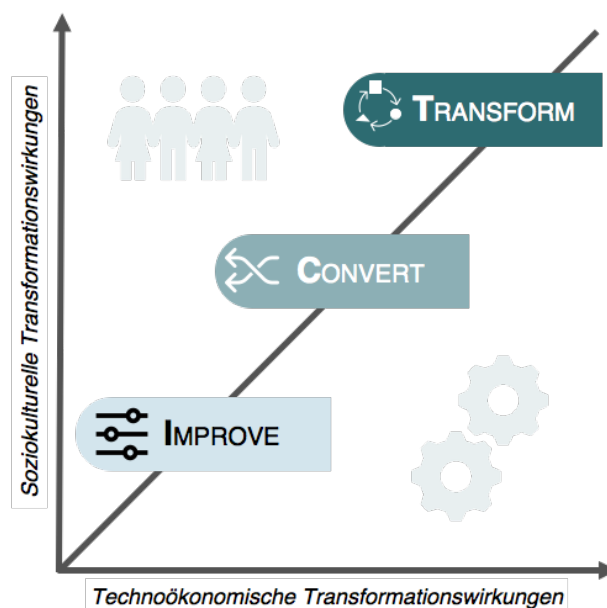 Soziokulturelle Transformationswirkungen
TRANSFORM
CONVERT
IMPROVE
Technoökonomische Transformationswirkungen